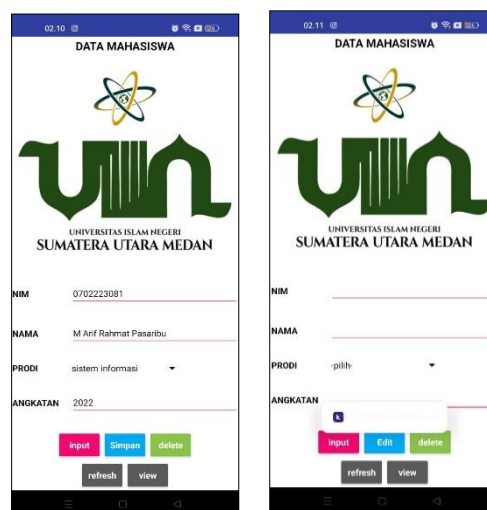 02.10
DATA MAHASISWA
UIN
UNIVERSITAS ISLAM NEGERI
SUMATERA UTARA MEDAN
NIM 0702223081
NAMA M Arif Rahmat Pasaribu
PRODI sistem informasi
ANGKATAN 2022
input Simpan delete
refresh view
02.11
DATA MAHASISWA
UIN
UNIVERSITAS ISLAM NEGERI
SUMATERA UTARA MEDAN
NIM
NAMA
PRODI -pilih-
ANGKATAN
input Edit delete
refresh view